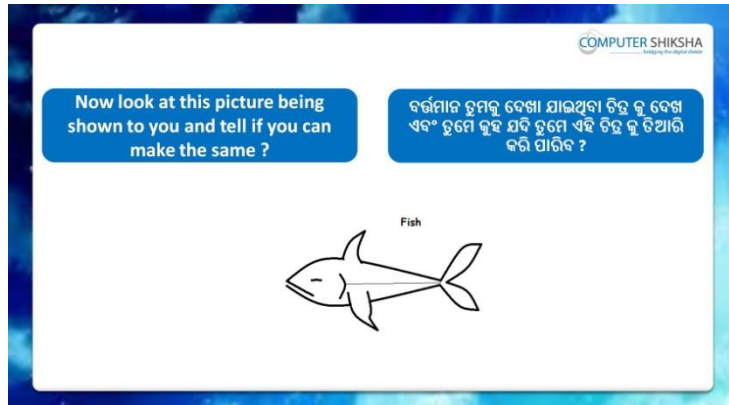 COMPUTER SHIKSHA
bridging the digital divide
Now look at this picture being
shown to you and tell if you can
make the same ?
ବର୍ତ୍ତମାନ ତୁମକୁ ଦେଖା ଯାଇଥିବା ଚିତ୍ର କୁ ଦେଖ
ଏବଂ ତୁମେ କୁହ ଯଦି ତୁମେ ଏହି ଚିତ୍ର କୁ ତିଆରି
କରି ପାରିବ ?
Fish